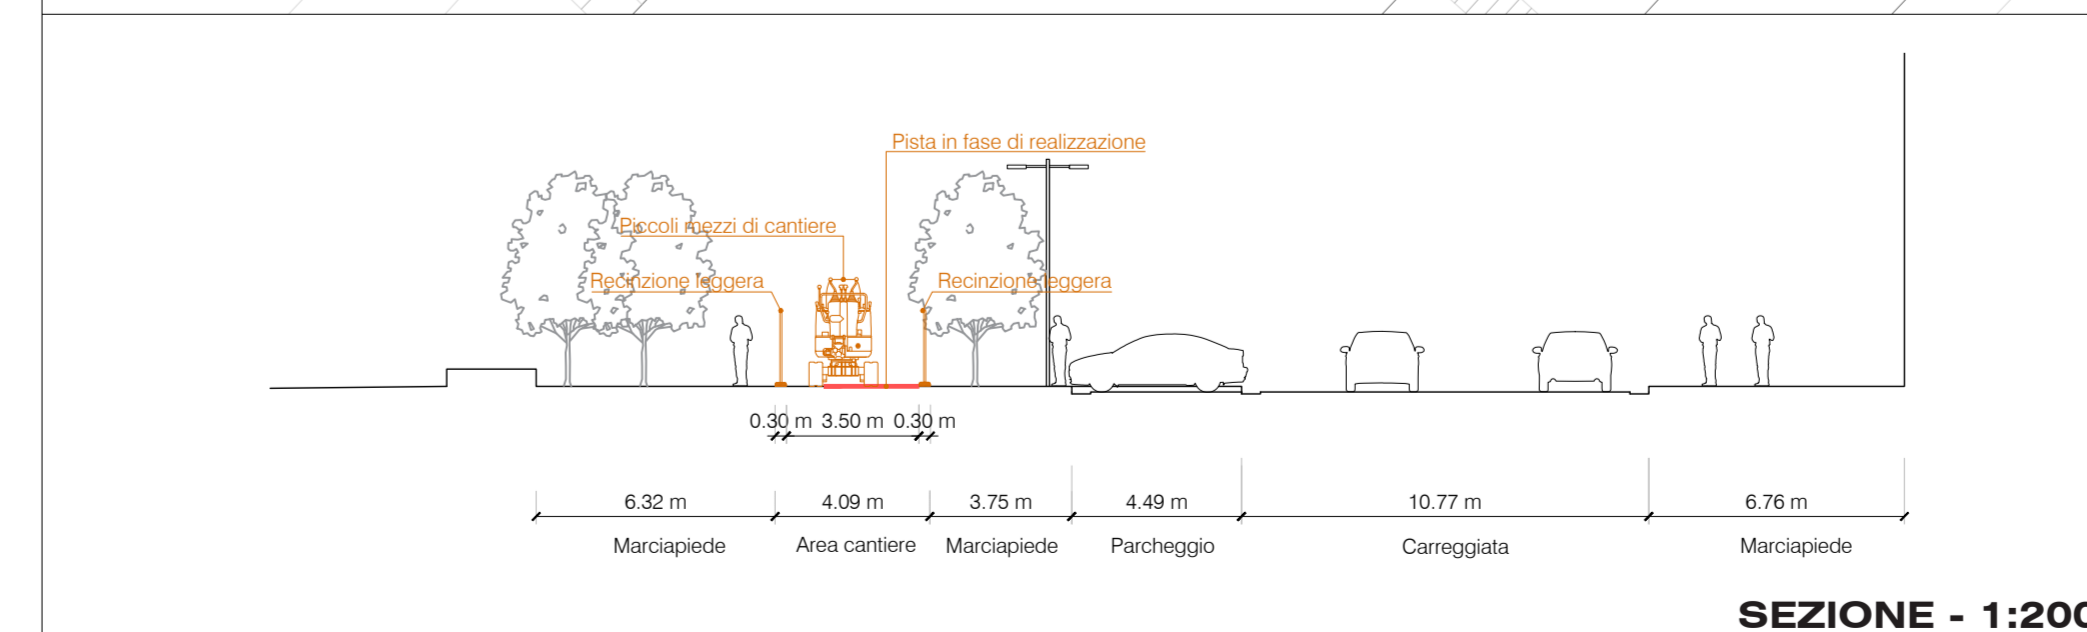 Pista in fase di realizzazione
Piccoli mezzi di cantiere
Recinzione leggera
Recinzione leggera
0.30 m 3.50 m 0.30 m
6.32 m 4.09 m 3.75 m 4.49 m 10.77 m 6.76 m
Marciapiede Area cantiere Marciapiede Parcheggio Carreggiata Marciapiede
SEZIONE - 1:200